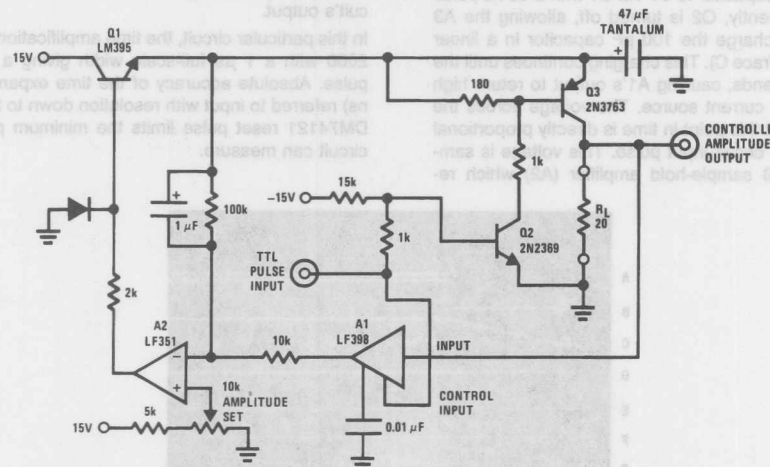 Q1
LM395
15V
47 µF
TANTALUM
+
180
Q3
2N3763
CONTROLLED
AMPLITUDE
OUTPUT
1k
–15V
15k
+
1 µF
100k
1k
Q2
2N2369
RL
20
TTL
PULSE
INPUT
2k
A2
LF351
–
+
10k
A1
LF398
INPUT
CONTROL
INPUT
10k
AMPLITUDE
SET
5k
15V
0.01 µF